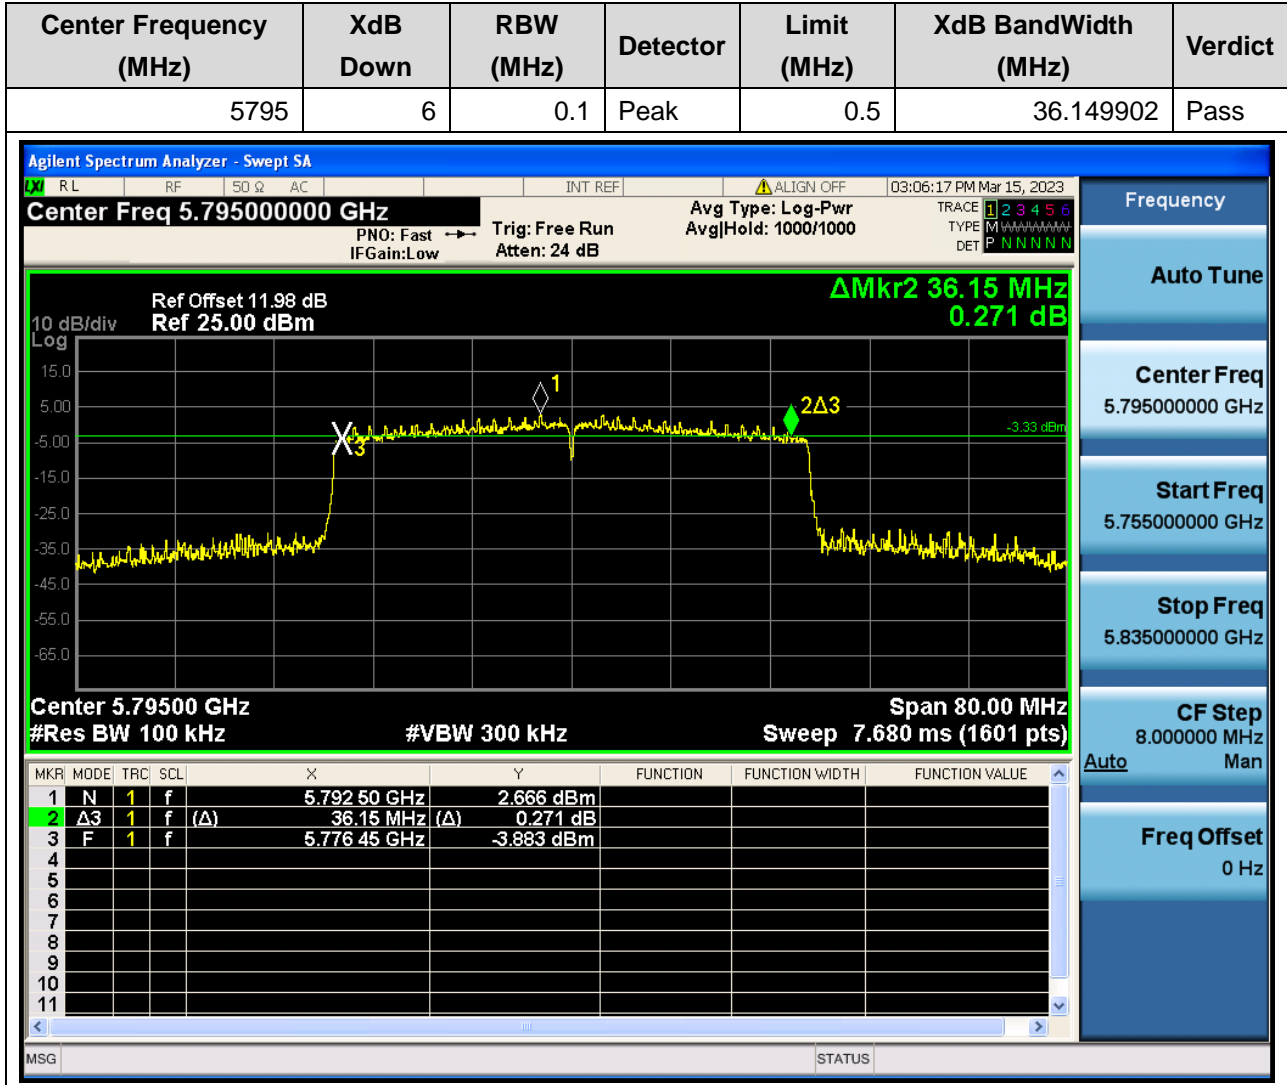 Center Frequency (MHz) XdB Down RBW (MHz) Detector Limit (MHz) XdB BandWidth (MHz) Verdict
5795 6 0.1 Peak 0.5 36.149902 Pass
Agilent Spectrum Analyzer - Swept SA
LXI RL RF 50 Ω AC INT REF ALIGN OFF 03:06:17 PM Mar 15, 2023
Center Freq 5.795000000 GHz
PNO: Fast
IFGain:Low
Trig: Free Run
Atten: 24 dB
Avg Type: Log-Pwr
Avg|Hold: 1000/1000
TRACE 1 2 3 4 5 6
TYPE M
DET P N N N N N
ΔMkr2 36.15 MHz
0.271 dB
Ref Offset 11.98 dB
10 dB/div Ref 25.00 dBm
Log
15.0
5.00
-5.00
-15.0
-25.0
-35.0
-45.0
-55.0
-65.0
1
2Δ3
3
-3.33 dBm
Center 5.79500 GHz Span 80.00 MHz
#Res BW 100 kHz #VBW 300 kHz Sweep 7.680 ms (1601 pts)
MKR MODE TRC SCL X Y FUNCTION FUNCTION WIDTH FUNCTION VALUE
1 N 1 f 5.792 50 GHz 2.666 dBm
2 Δ3 1 f (Δ) 36.15 MHz (Δ) 0.271 dB
3 F 1 f 5.776 45 GHz -3.883 dBm
4
5
6
7
8
9
10
11
MSG STATUS
Frequency
Auto Tune
Center Freq
5.795000000 GHz
Start Freq
5.755000000 GHz
Stop Freq
5.835000000 GHz
CF Step
8.000000 MHz
Auto Man
Freq Offset
0 Hz